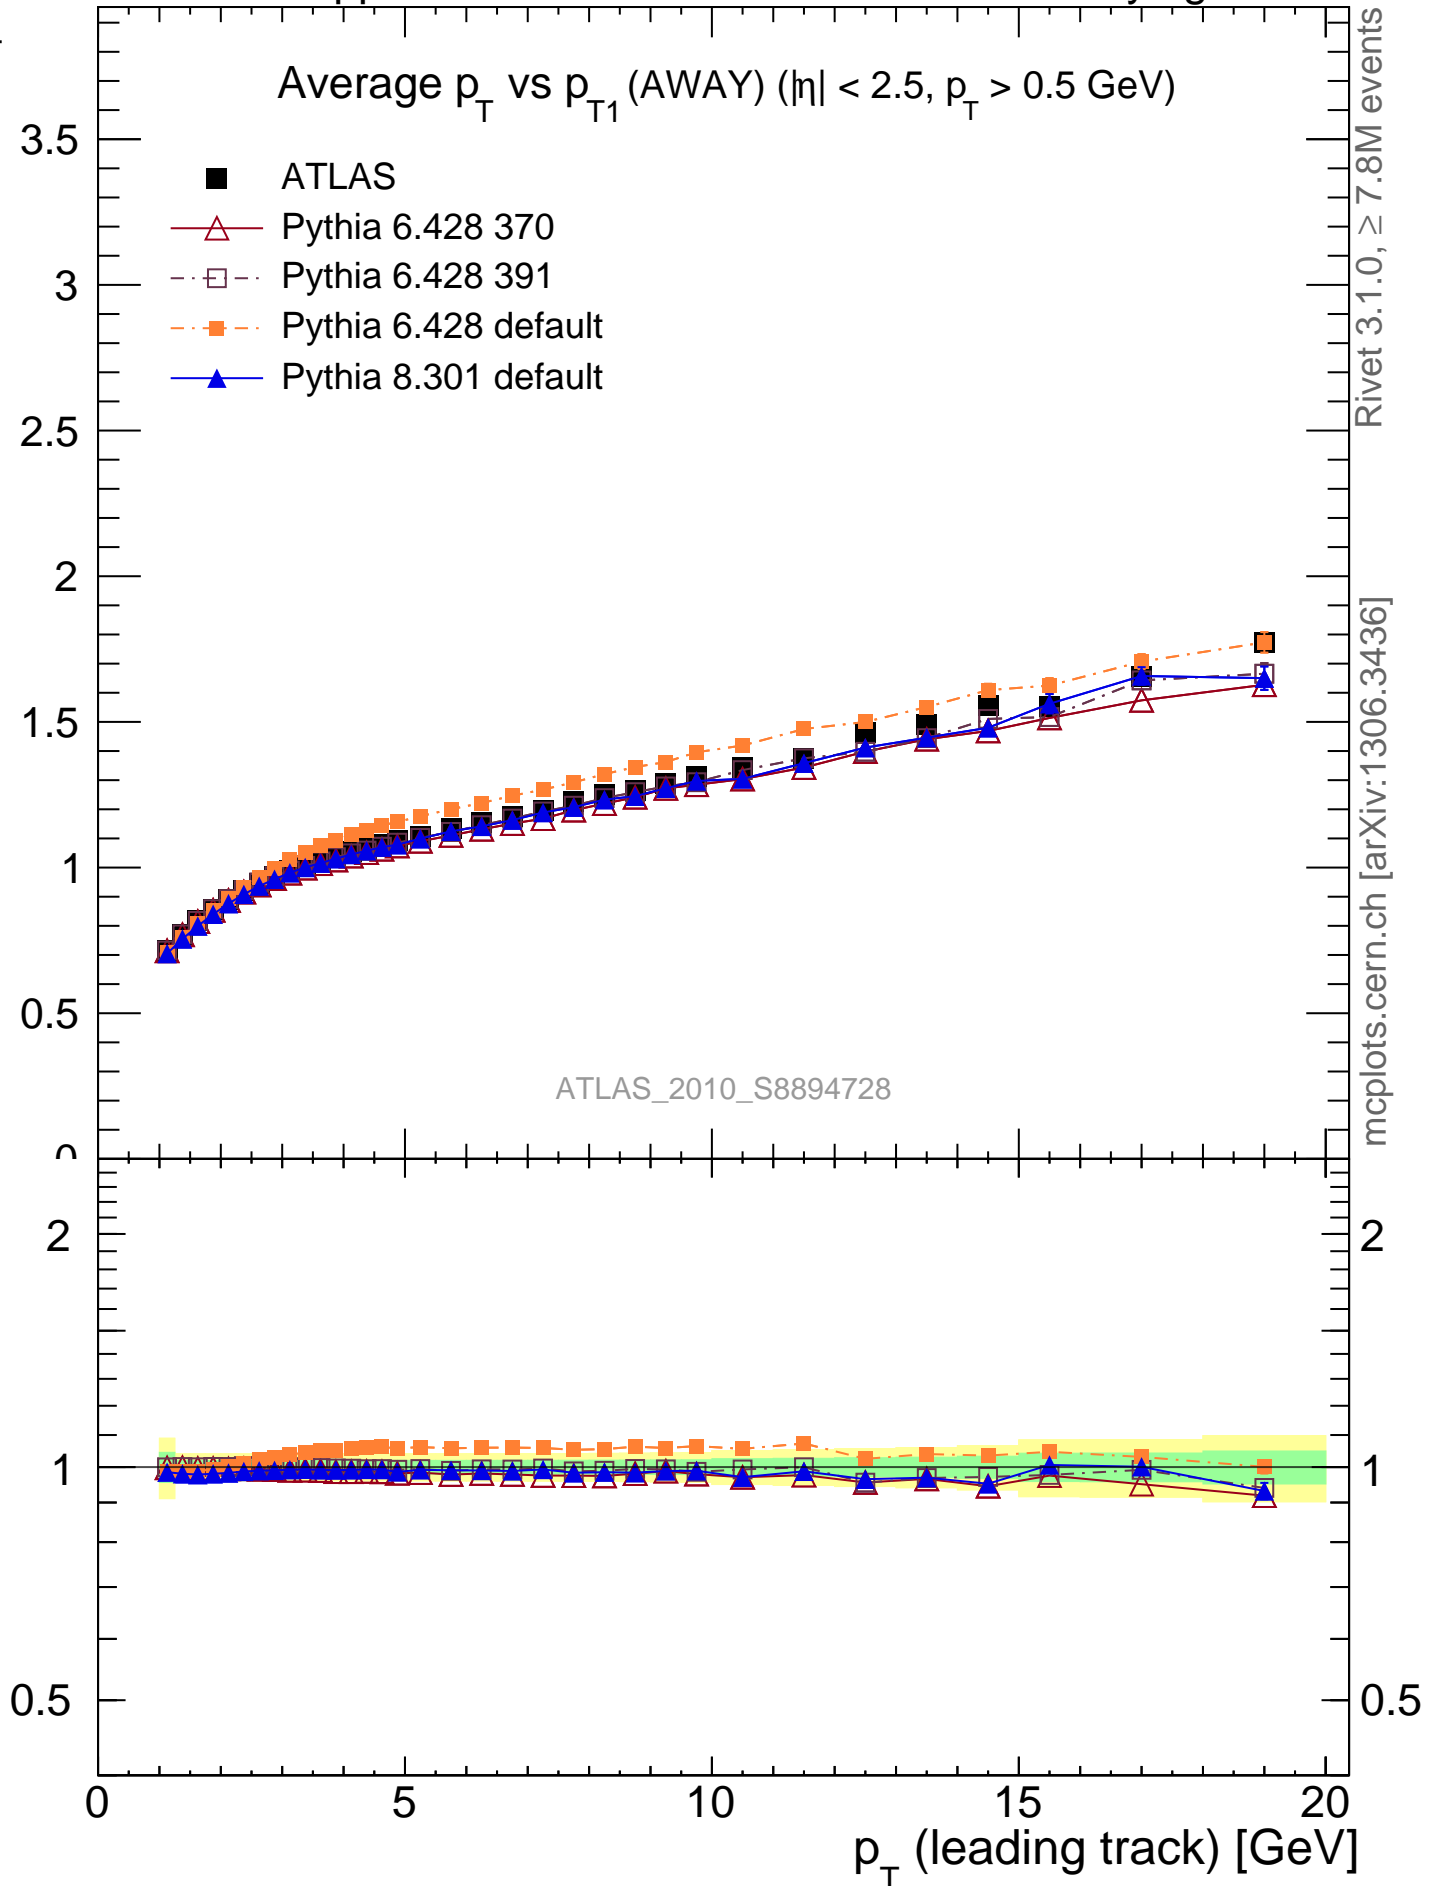 Average p_T vs p_T1 (AWAY) (|η| < 2.5, p_T > 0.5 GeV)
ATLAS
Pythia 6.428 370
Pythia 6.428 391
Pythia 6.428 default
Pythia 8.301 default
3.5
3
2.5
2
1.5
1
0.5
0
ATLAS_2010_S8894728
Rivet 3.1.0, ≥ 7.8M events
mcplots.cern.ch [arXiv:1306.3436]
2
1
0.5
2
1
0.5
0
5
10
15
20
p_T (leading track) [GeV]